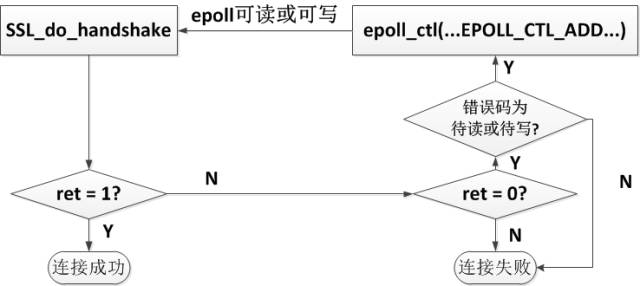 epoll可读或可写
SSL_do_handshake
epoll_ctl(...EPOLL_CTL_ADD...)
Y
错误码为
待读或待写?
N
Y
N
ret = 1?
ret = 0?
Y
N
连接成功
连接失败